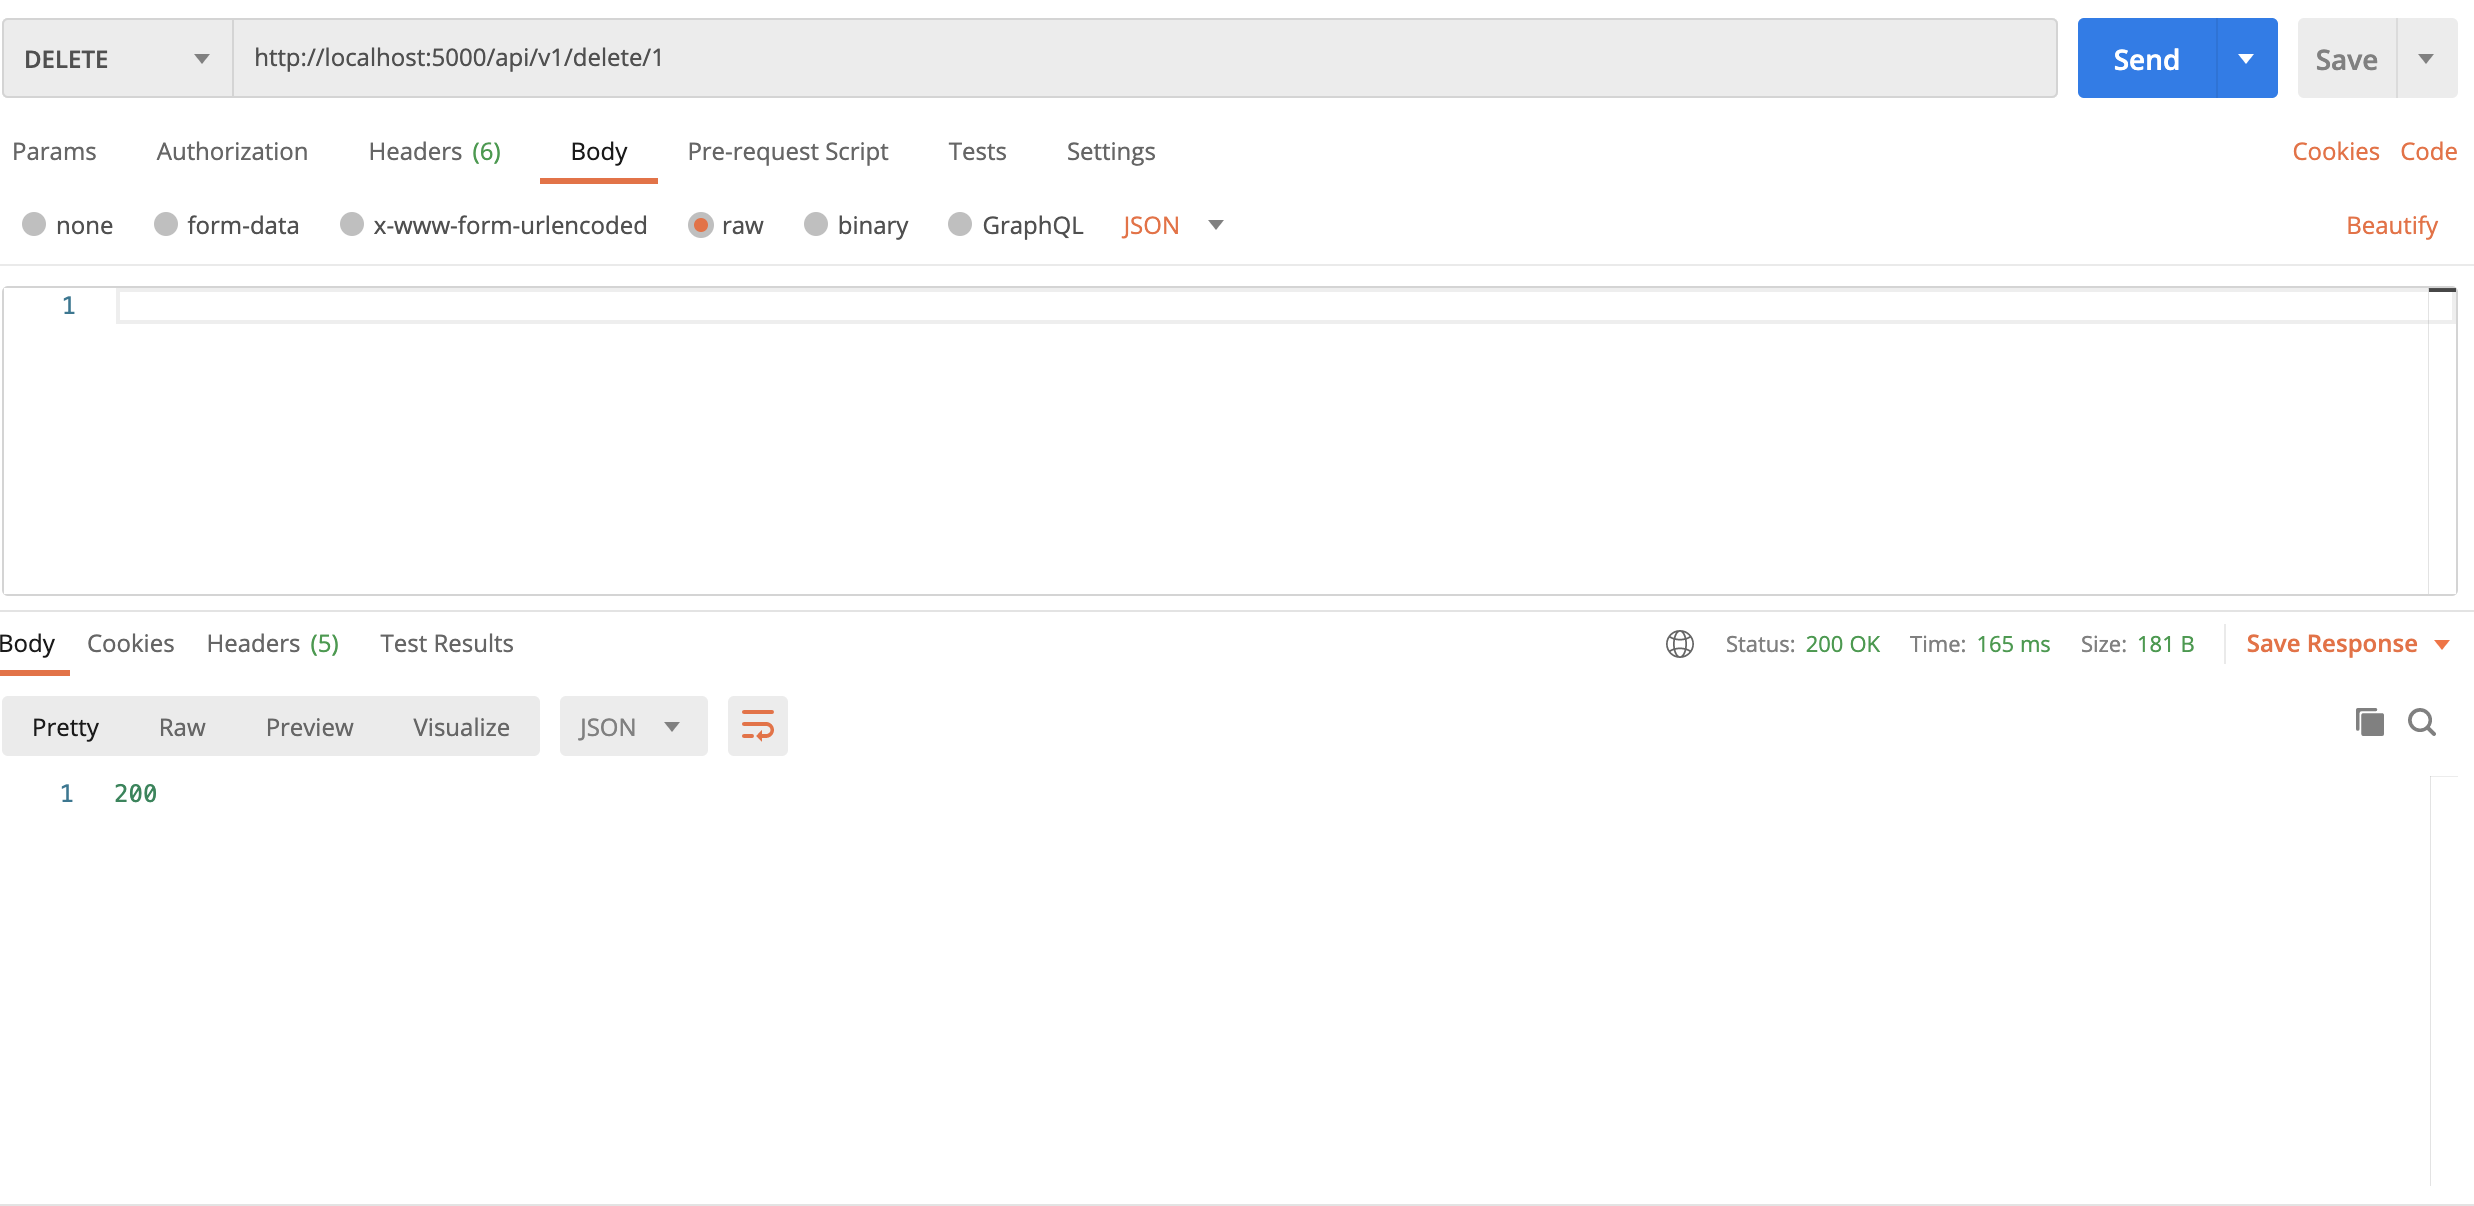 DELETE http://localhost:5000/api/v1/delete/1 Send Save
Params Authorization Headers (6) Body Pre-request Script Tests Settings Cookies Code
none form-data x-www-form-urlencoded raw binary GraphQL JSON Beautify
1
Body Cookies Headers (5) Test Results Status: 200 OK Time: 165 ms Size: 181 B Save Response
Pretty Raw Preview Visualize JSON
1 200